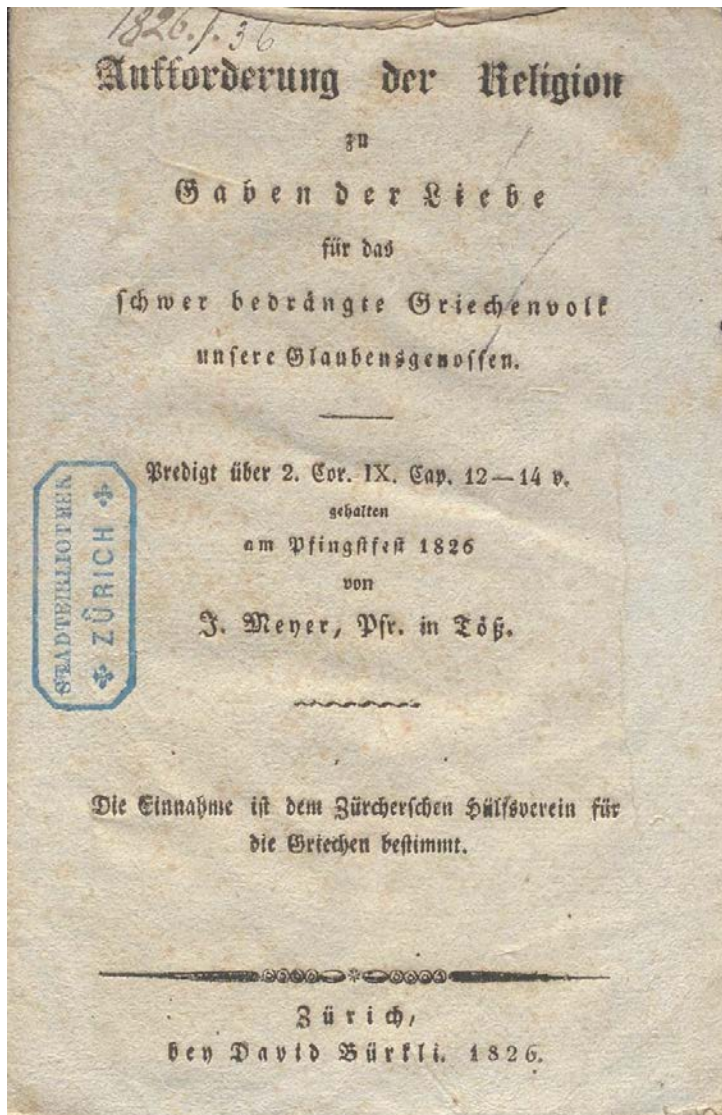 1826. f. 36
Aufforderung der Religion
zu
Gaben der Liebe
für das
schwer bedrängte Griechenvolk
unsere Glaubensgenossen.
Predigt über 2. Cor. IX. Cap. 12—14 v.
gehalten
am Pfingstfest 1826
von
J. Meyer, Pfr. in Töß.
STADTBIBLIOTHEK
ZÜRICH
Die Einnahme ist dem Zürcherschen Hülfsverein für
die Griechen bestimmt.
Zürich,
bey David Bürkli. 1826.